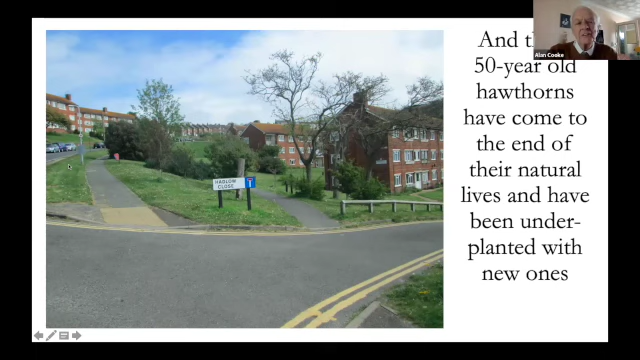 And
50-year old
hawthorns
have come to
the end of
their natural
lives and have
been under-
planted with
new ones
Alan Cooke
HARLOW
CLOSE